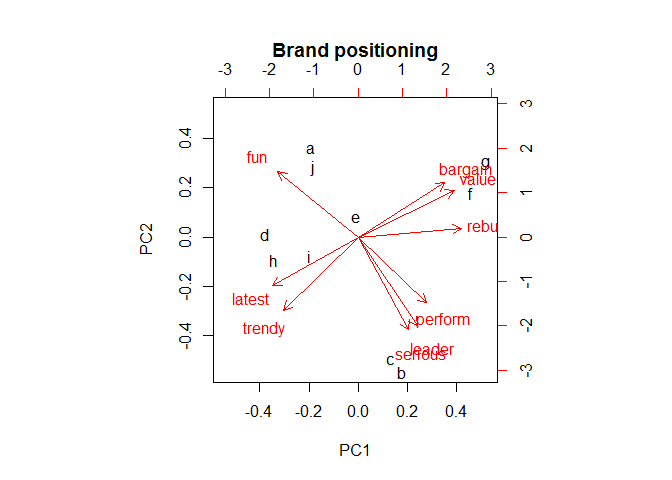 Brand positioning
-3 -2 -1 0 1 2 3
3
a
g
0.4
fun
j
bargain
2
value
f
0.2
1
e
rebu
PC2
d
0.0
0
i
h
-0.2
-1
latest
perform
trendy
-2
-0.4
leader
serious
c
b
-3
-0.4 -0.2 0.0 0.2 0.4
PC1